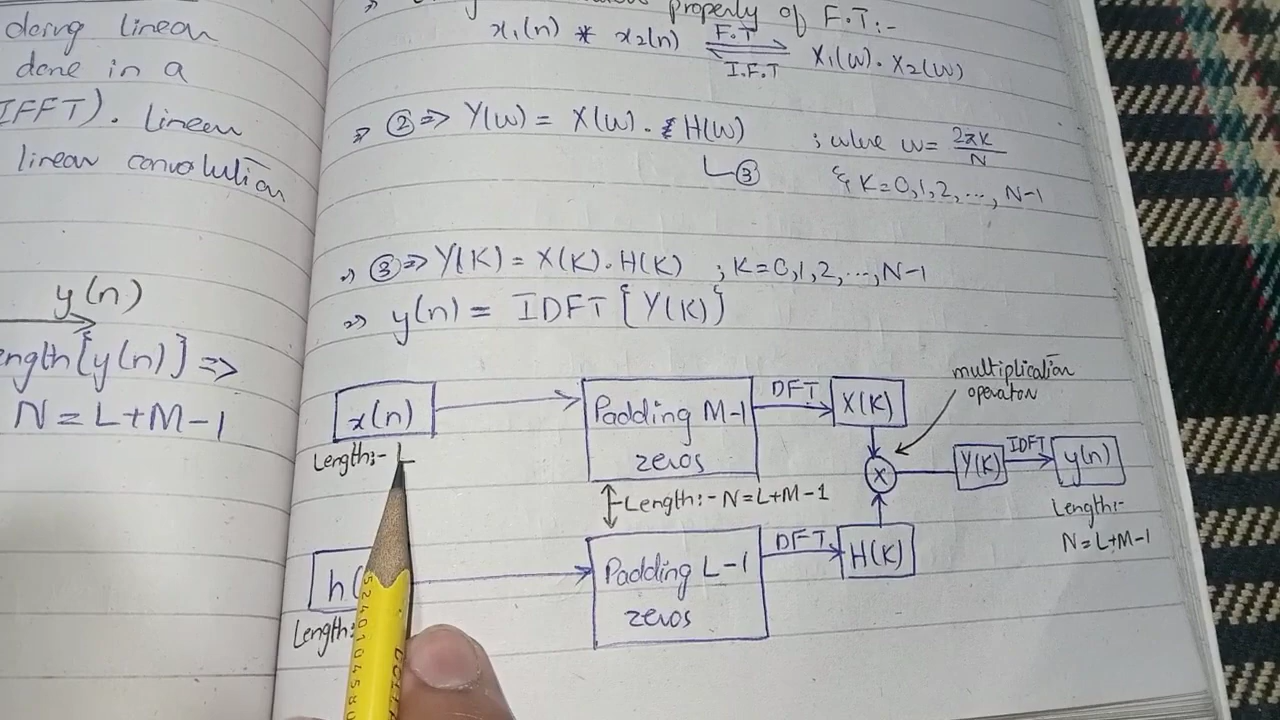 doing linear
done in a
IFFT). Linear
linear convolution
y(n)
Length[y(n)] =>
N=L+M-1
property of F.T:-
x₁(n) * x₂(n) F.T I.F.T X₁(ω).X₂(ω)
=> ② => Y(ω) = X(ω). H(ω) ; where ω = 2πK/N
③ & K=0,1,2,...,N-1
=> ③ => Y(K) = X(K).H(K) ; K=0,1,2,...,N-1
=> y(n) = IDFT [Y(K)]
multiplication
operation
x(n) Padding M-1 zeros DFT X(K)
Length:- L
x Y(K) IDFT y(n)
Length:- N=L+M-1
Length:-
N=L+M-1
h( Padding L-1 zeros DFT H(K)
Length:
5240104580